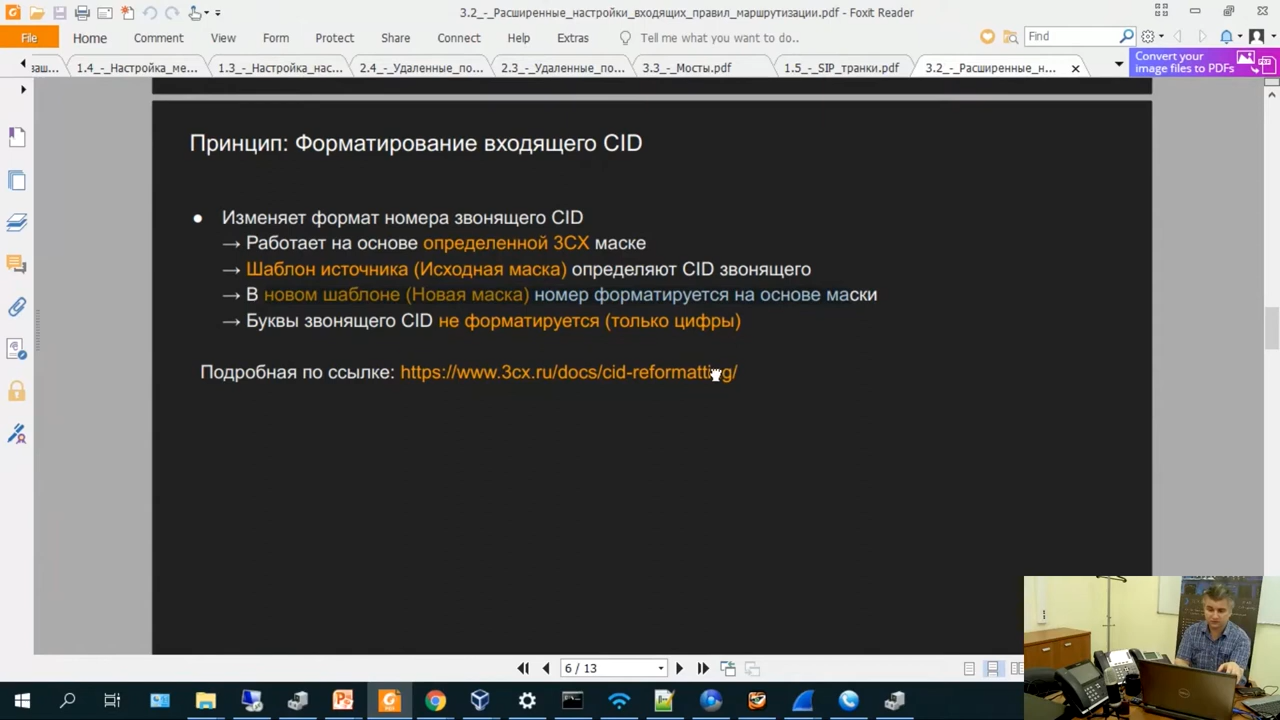 3.2_-_Расширенные_настройки_входящих_правил_маршрутизации.pdf - Foxit Reader
File Home Comment View Form Protect Share Connect Help Extras Tell me what you want to do.. Find
ваш... 1.4_-_Настройка_ме... 1.3_-_Настройка_нас... 2.4_-_Удаленные_по... 2.3_-_Удаленные_по... 3.3_-_Мосты.pdf 1.5_-_SIP_транки.pdf 3.2_-_Расширенные_н...
Convert your
image files to PDFs
Принцип: Форматирование входящего CID
● Изменяет формат номера звонящего CID
→ Работает на основе определенной 3CX маске
→ Шаблон источника (Исходная маска) определяют CID звонящего
→ В новом шаблоне (Новая маска) номер форматируется на основе маски
→ Буквы звонящего CID не форматируется (только цифры)
Подробная по ссылке: https://www.3cx.ru/docs/cid-reformatting/
6 / 13